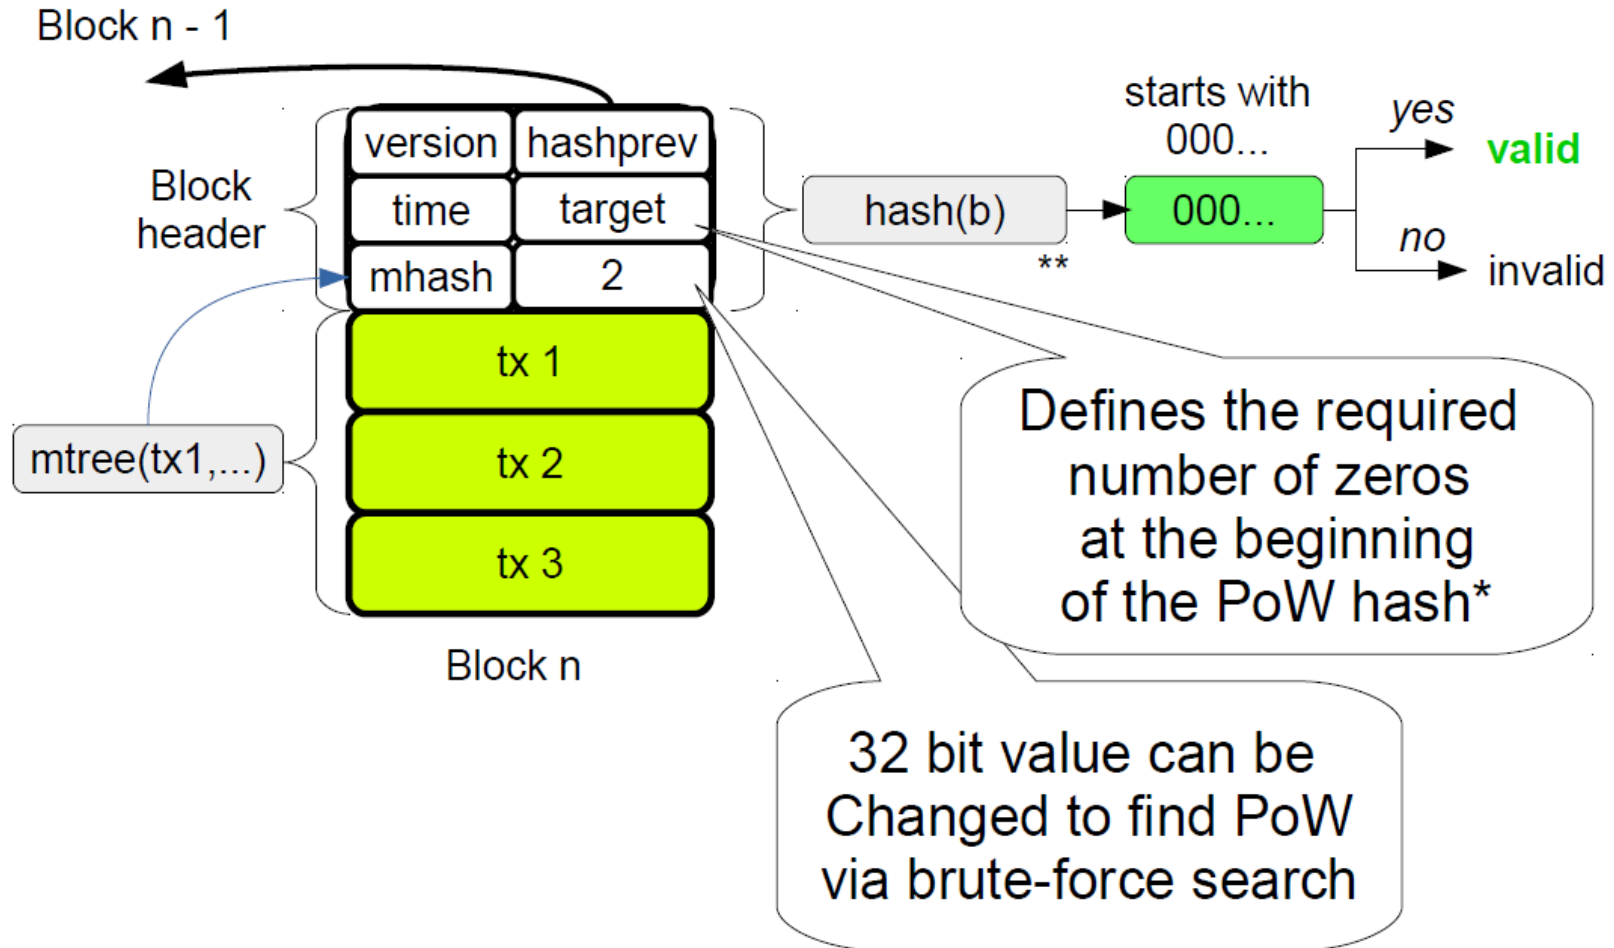 Block n - 1
version
hashprev
time
target
mhash
2
Block
header
mtree(tx1,...)
tx 1
tx 2
tx 3
Block n
hash(b)
**
starts with
000...
000...
yes
valid
no
invalid
Defines the required
number of zeros
at the beginning
of the PoW hash*
32 bit value can be
Changed to find PoW
via brute-force search